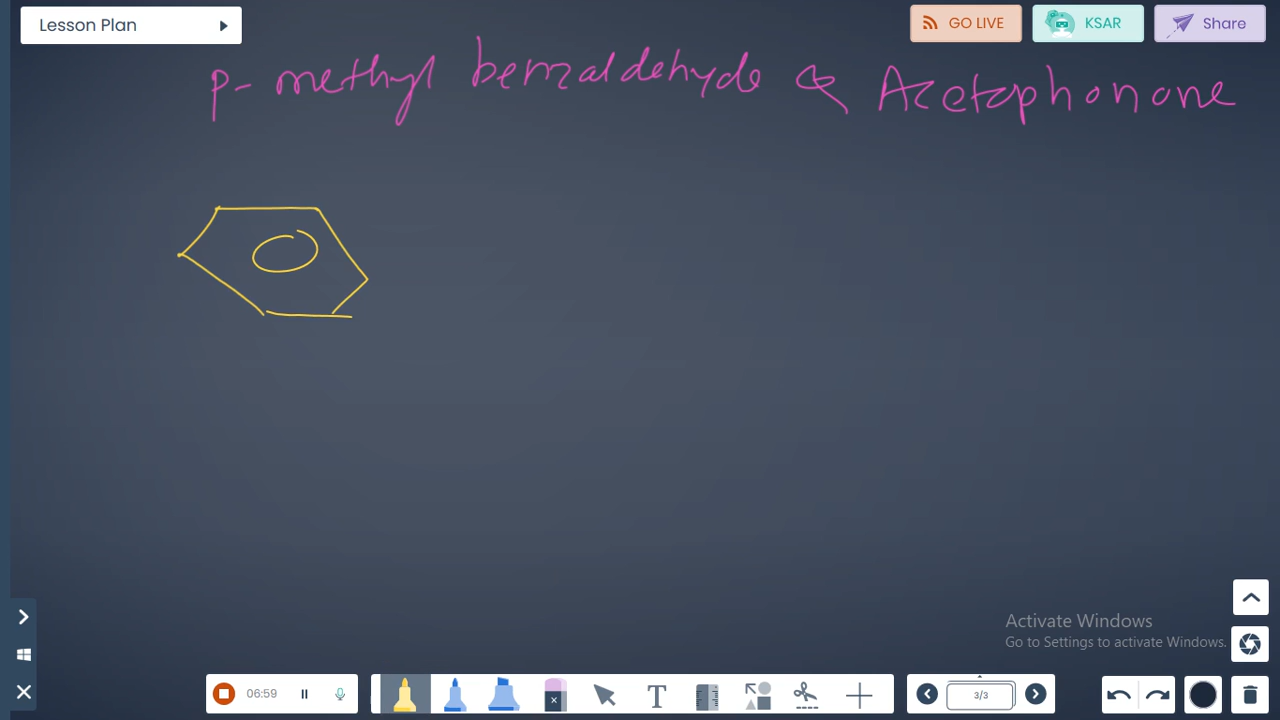 Lesson Plan
GO LIVE
KSAR
Share
p- methyl benzaldehyde & Acetophonone
Activate Windows
Go to Settings to activate Windows.
06:59
T
3/3